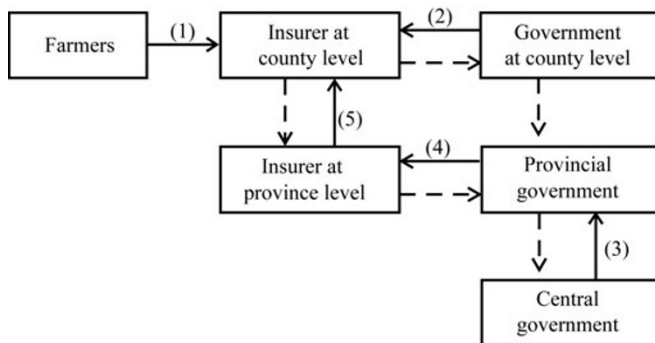 Farmers
(1)
Insurer at
county level
(2)
Government
at county level
(5)
Insurer at
province level
(4)
Provincial
government
(3)
Central
government